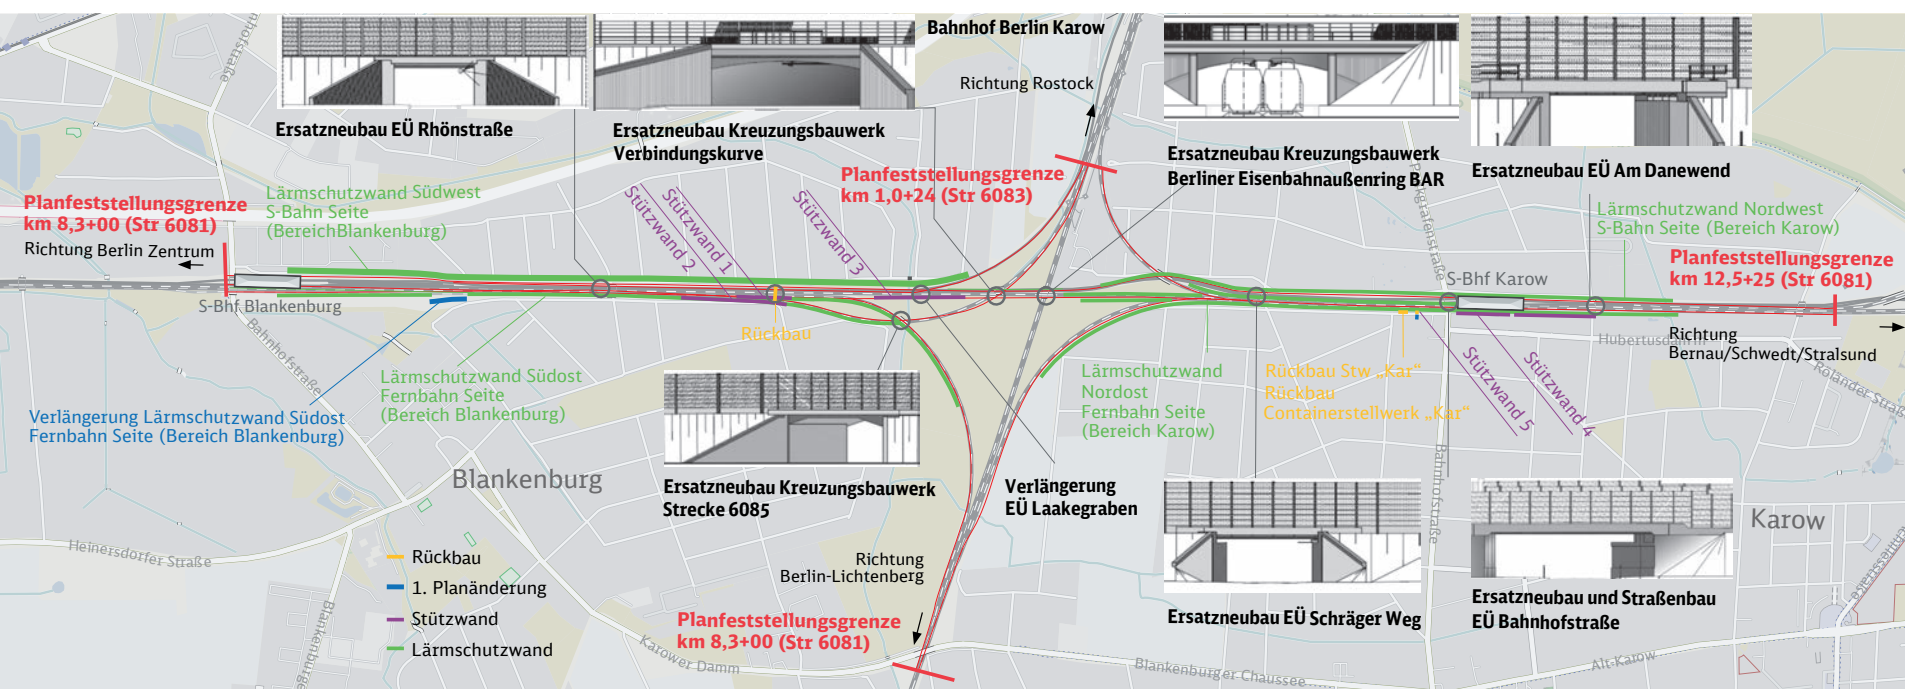 Bahnhof Berlin Karow
Richtung Rostock
Ersatzneubau EÜ Rhönstraße
Ersatzneubau Kreuzungsbauwerk
Verbindungskurve
Planfeststellungsgrenze
km 1,0+24 (Str 6083)
Ersatzneubau Kreuzungsbauwerk
Berliner Eisenbahnaußenring BAR
Ersatzneubau EÜ Am Danewend
Planfeststellungsgrenze
km 8,3+00 (Str 6081)
Richtung Berlin Zentrum
Lärmschutzwand Südwest
S-Bahn Seite
(BereichBlankenburg)
Stützwand 2
Stützwand 1
Stützwand 3
Lärmschutzwand Nordwest
S-Bahn Seite (Bereich Karow)
Planfeststellungsgrenze
km 12,5+25 (Str 6081)
S-Bhf Blankenburg
S-Bhf Karow
Bahnhofstraße
Rückbau
Richtung
Bernau/Schwedt/Stralsund
Verlängerung Lärmschutzwand Südost
Fernbahn Seite (Bereich Blankenburg)
Lärmschutzwand Südost
Fernbahn Seite
(Bereich Blankenburg)
Lärmschutzwand
Nordost
Fernbahn Seite
(Bereich Karow)
Rückbau Stw „Kar“
Rückbau
Containerstellwerk „Kar“
Stützwand 5
Stützwand 4
Bahnhofstraße
Blankenburg
Karow
Ersatzneubau Kreuzungsbauwerk
Strecke 6085
Verlängerung
EÜ Laakegraben
Ersatzneubau EÜ Schräger Weg
Ersatzneubau und Straßenbau
EÜ Bahnhofstraße
Heinersdorfer Straße
Rückbau
1. Planänderung
Stützwand
Lärmschutzwand
Richtung
Berlin-Lichtenberg
Planfeststellungsgrenze
km 8,3+00 (Str 6081)
Karower Damm
Blankenburger Chaussee
Alt-Karow